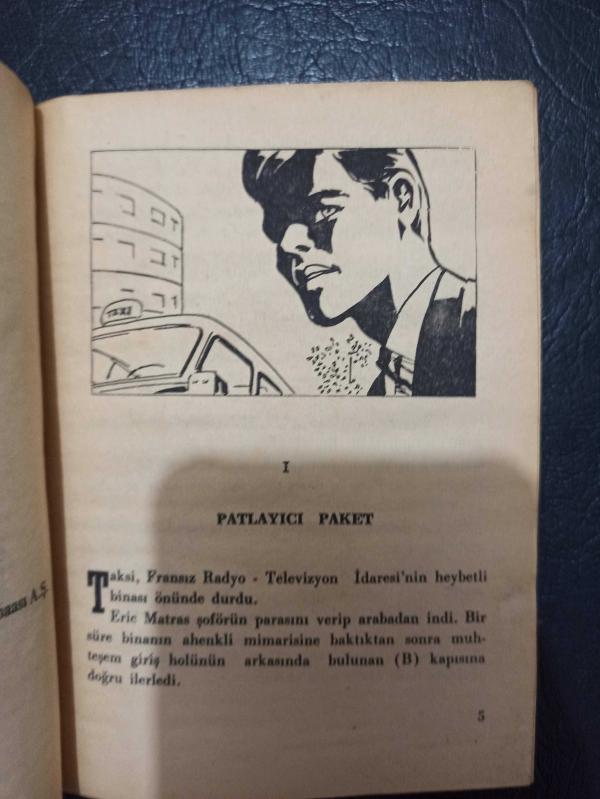 TAXI
I
PATLAYICI PAKET
Taksi, Fransız Radyo - Televizyon İdaresi'nin heybetli
binası önünde durdu.
Eric Matras şoförün parasını verip arabadan indi. Bir
süre binanın ahenkli mimarisine baktıktan sonra muh-
teşem giriş holünün arkasında bulunan (B) kapısına
doğru ilerledi.
5
A.Ş.